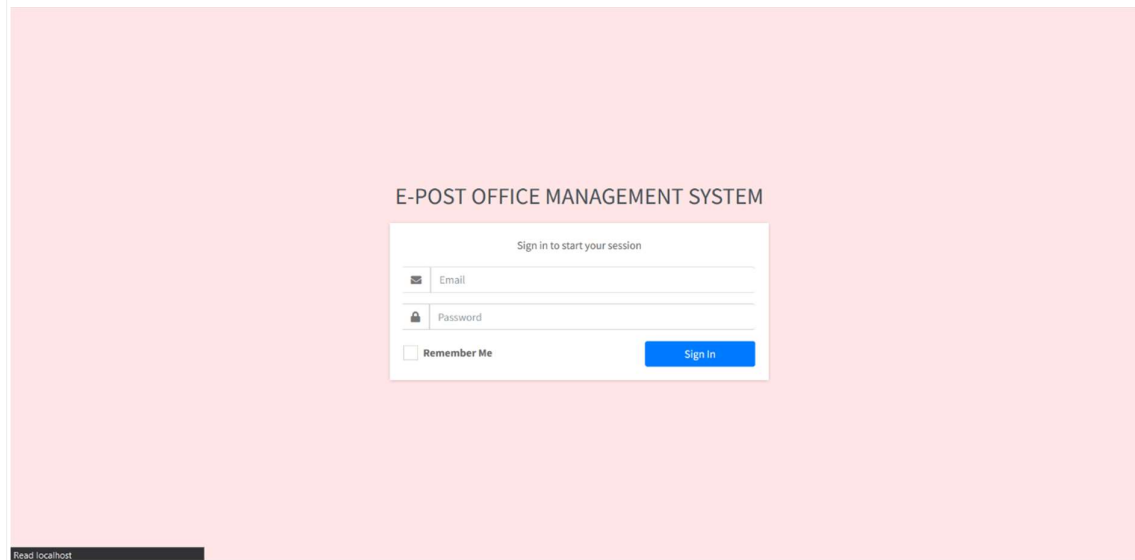 E-POST OFFICE MANAGEMENT SYSTEM
Sign in to start your session
Email
Password
Remember Me
Sign In
Read localhost